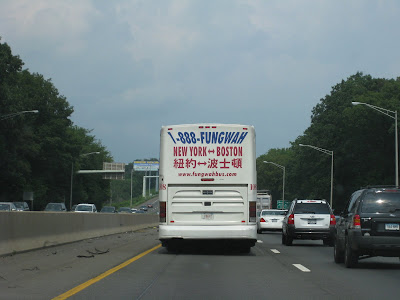 1-888-FUNGWAH
NEW YORK↔BOSTON
紐約↔波士頓
www.fungwahbus.com